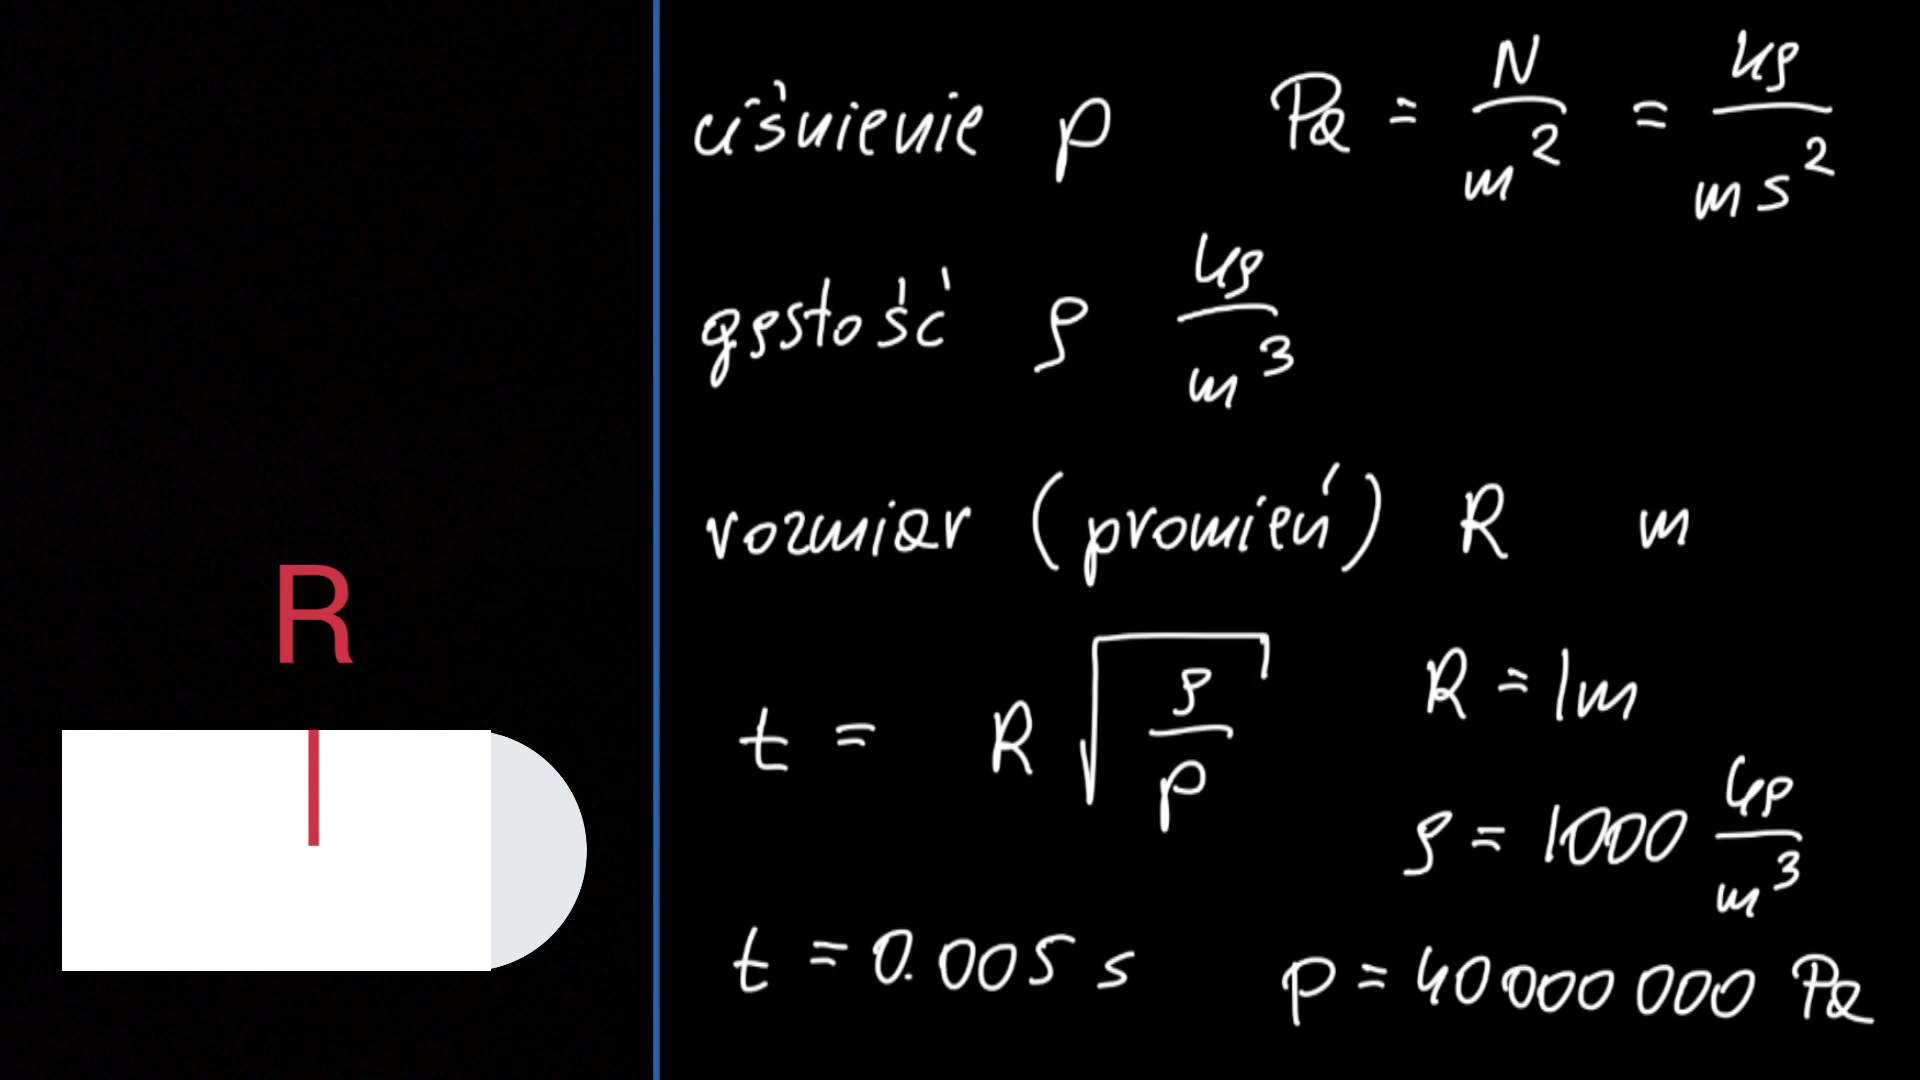 R
ciśnienie p Pa = N/m² = kg/ms²
gęstość ρ kg/m³
rozmiar (promień) R m
t = R √(ρ/p) R = 1m
ρ = 1000 kg/m³
t = 0.005 s p = 40 000 000 Pa